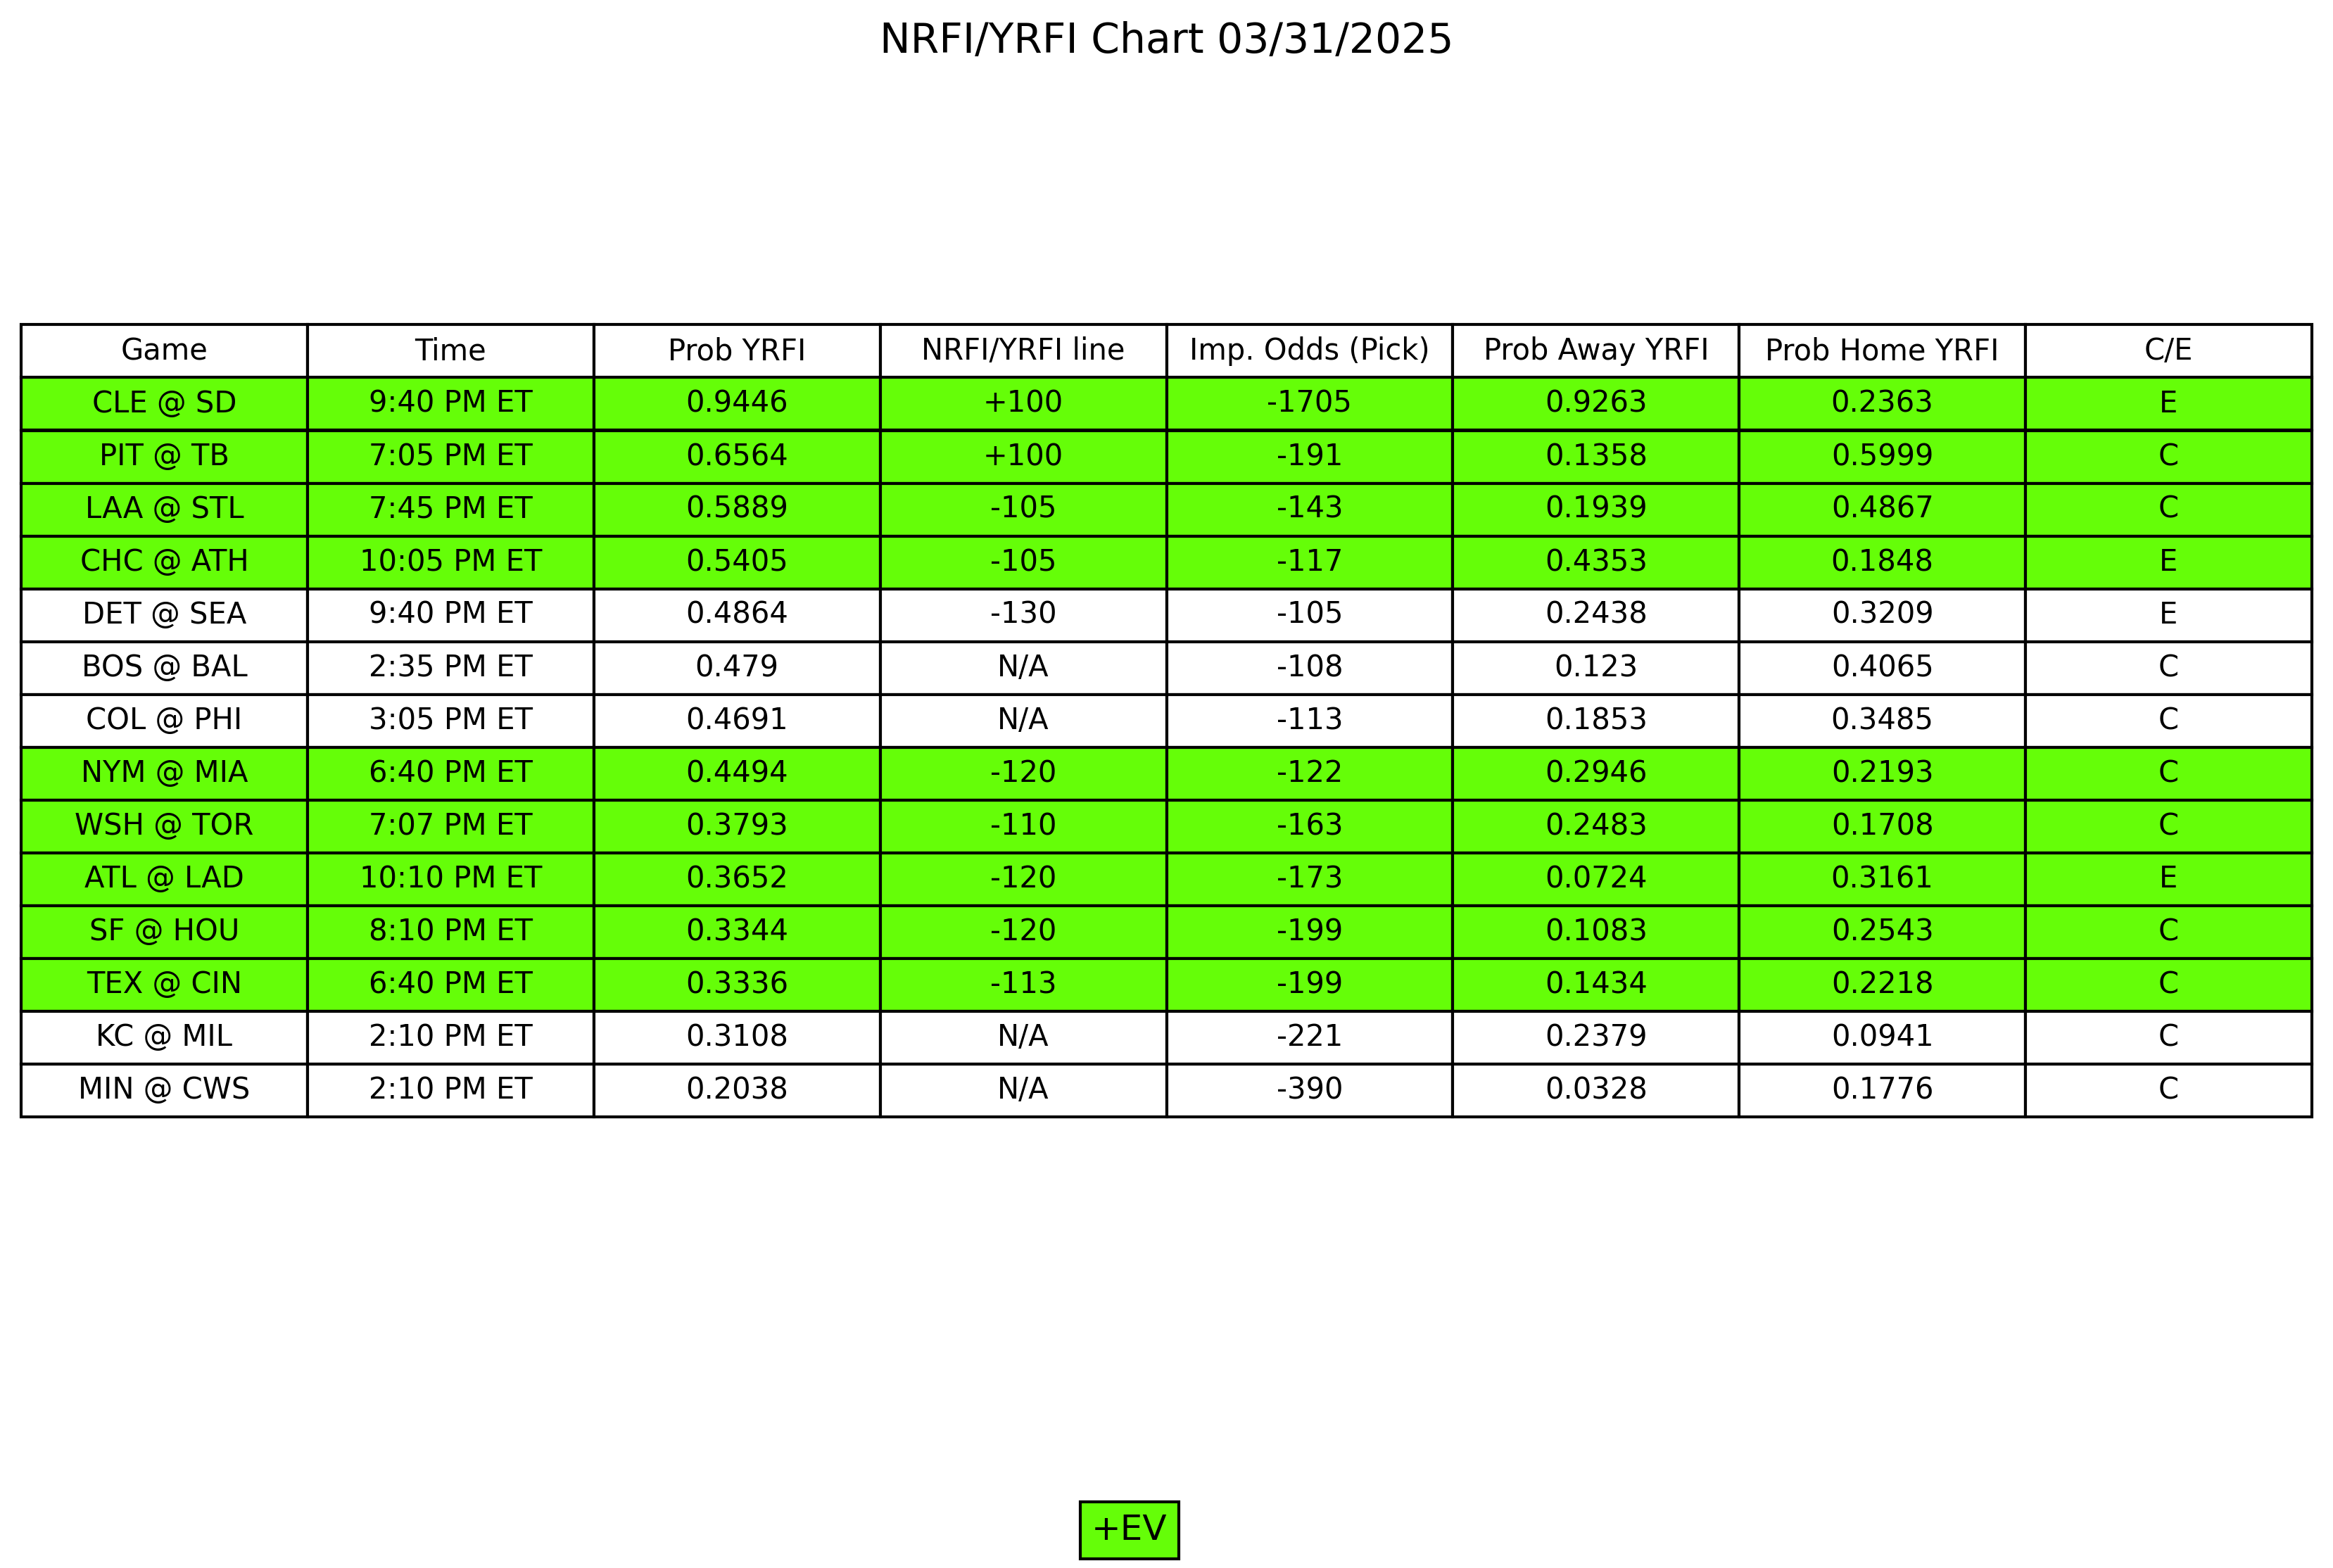 NRFI/YRFI Chart 03/31/2025
Game Time Prob YRFI NRFI/YRFI line Imp. Odds (Pick) Prob Away YRFI Prob Home YRFI C/E
CLE @ SD 9:40 PM ET 0.9446 +100 -1705 0.9263 0.2363 E
PIT @ TB 7:05 PM ET 0.6564 +100 -191 0.1358 0.5999 C
LAA @ STL 7:45 PM ET 0.5889 -105 -143 0.1939 0.4867 C
CHC @ ATH 10:05 PM ET 0.5405 -105 -117 0.4353 0.1848 E
DET @ SEA 9:40 PM ET 0.4864 -130 -105 0.2438 0.3209 E
BOS @ BAL 2:35 PM ET 0.479 N/A -108 0.123 0.4065 C
COL @ PHI 3:05 PM ET 0.4691 N/A -113 0.1853 0.3485 C
NYM @ MIA 6:40 PM ET 0.4494 -120 -122 0.2946 0.2193 C
WSH @ TOR 7:07 PM ET 0.3793 -110 -163 0.2483 0.1708 C
ATL @ LAD 10:10 PM ET 0.3652 -120 -173 0.0724 0.3161 E
SF @ HOU 8:10 PM ET 0.3344 -120 -199 0.1083 0.2543 C
TEX @ CIN 6:40 PM ET 0.3336 -113 -199 0.1434 0.2218 C
KC @ MIL 2:10 PM ET 0.3108 N/A -221 0.2379 0.0941 C
MIN @ CWS 2:10 PM ET 0.2038 N/A -390 0.0328 0.1776 C
+EV